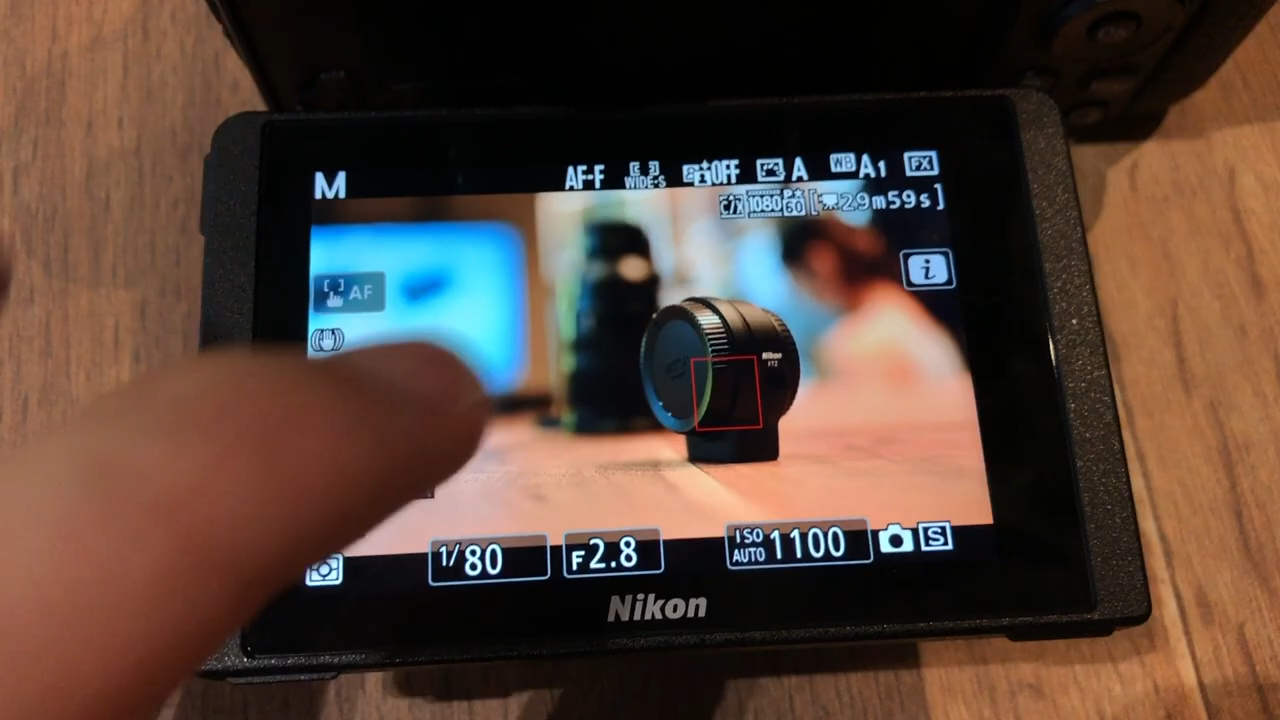 M AF-F WIDE-S OFF A WB A1 FX
1080 60 [29m59s]
AF
i
Nikon
FTZ
1/80 F2.8 ISO AUTO 1100 S
Nikon